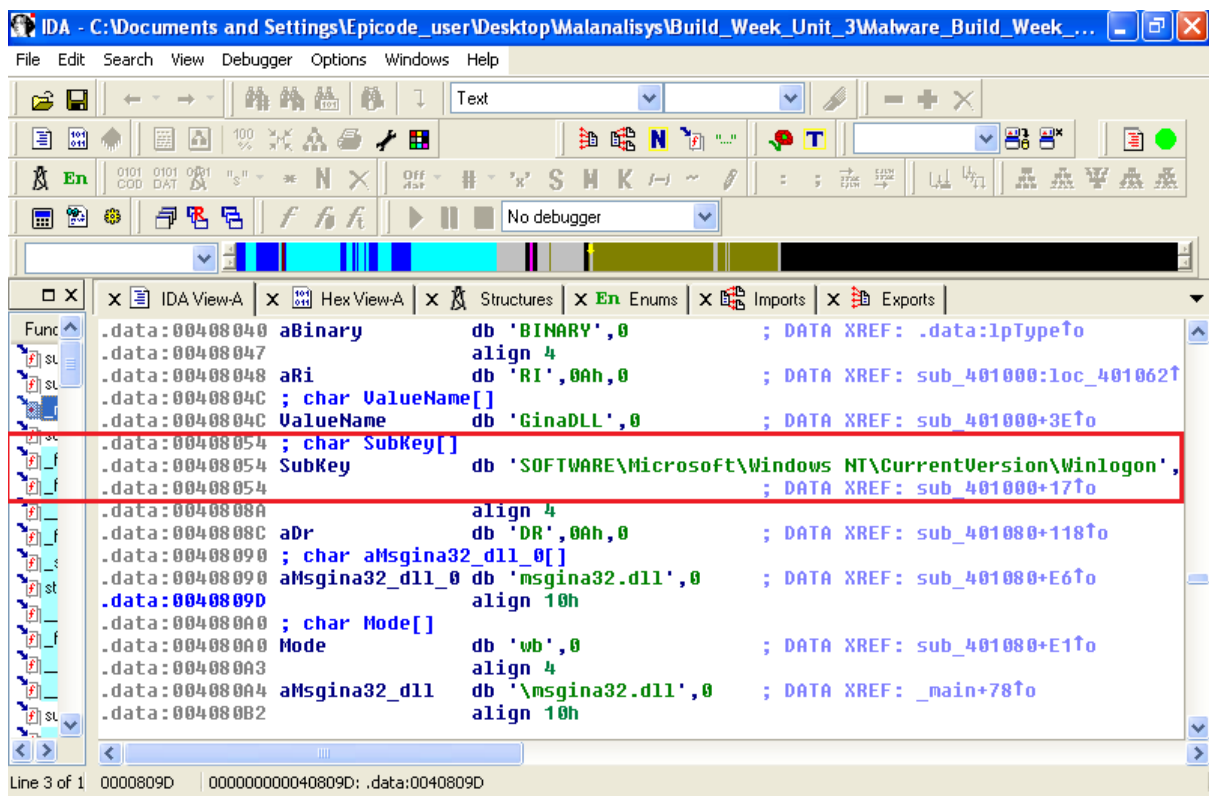 IDA - C:\Documents and Settings\Epicode_user\Desktop\Malanalisys\Build_Week_Unit_3\Malware_Build_Week_...
File Edit Search View Debugger Options Windows Help
Text
En
No debugger
IDA View-A Hex View-A Structures En Enums Imports Exports
Func
.data:00408040 aBinary db 'BINARY',0 ; DATA XREF: .data:lpType↑o
.data:00408047 align 4
.data:00408048 aRi db 'RI',0Ah,0 ; DATA XREF: sub_401000:loc_401062↑
.data:0040804C ; char ValueName[]
.data:0040804C ValueName db 'GinaDLL',0 ; DATA XREF: sub_401000+3E↑o
.data:00408054 ; char SubKey[]
.data:00408054 SubKey db 'SOFTWARE\Microsoft\Windows NT\CurrentVersion\Winlogon',
.data:00408054 ; DATA XREF: sub_401000+17↑o
.data:0040808A align 4
.data:0040808C aDr db 'DR',0Ah,0 ; DATA XREF: sub_401080+118↑o
.data:00408090 ; char aMsgina32_dll_0[]
.data:00408090 aMsgina32_dll_0 db 'msgina32.dll',0 ; DATA XREF: sub_401080+E6↑o
.data:0040809D align 10h
.data:004080A0 ; char Mode[]
.data:004080A0 Mode db 'wb',0 ; DATA XREF: sub_401080+E1↑o
.data:004080A3 align 4
.data:004080A4 aMsgina32_dll db '\msgina32.dll',0 ; DATA XREF: _main+78↑o
.data:004080B2 align 10h
Line 3 of 1 0000809D 000000000040809D: .data:0040809D